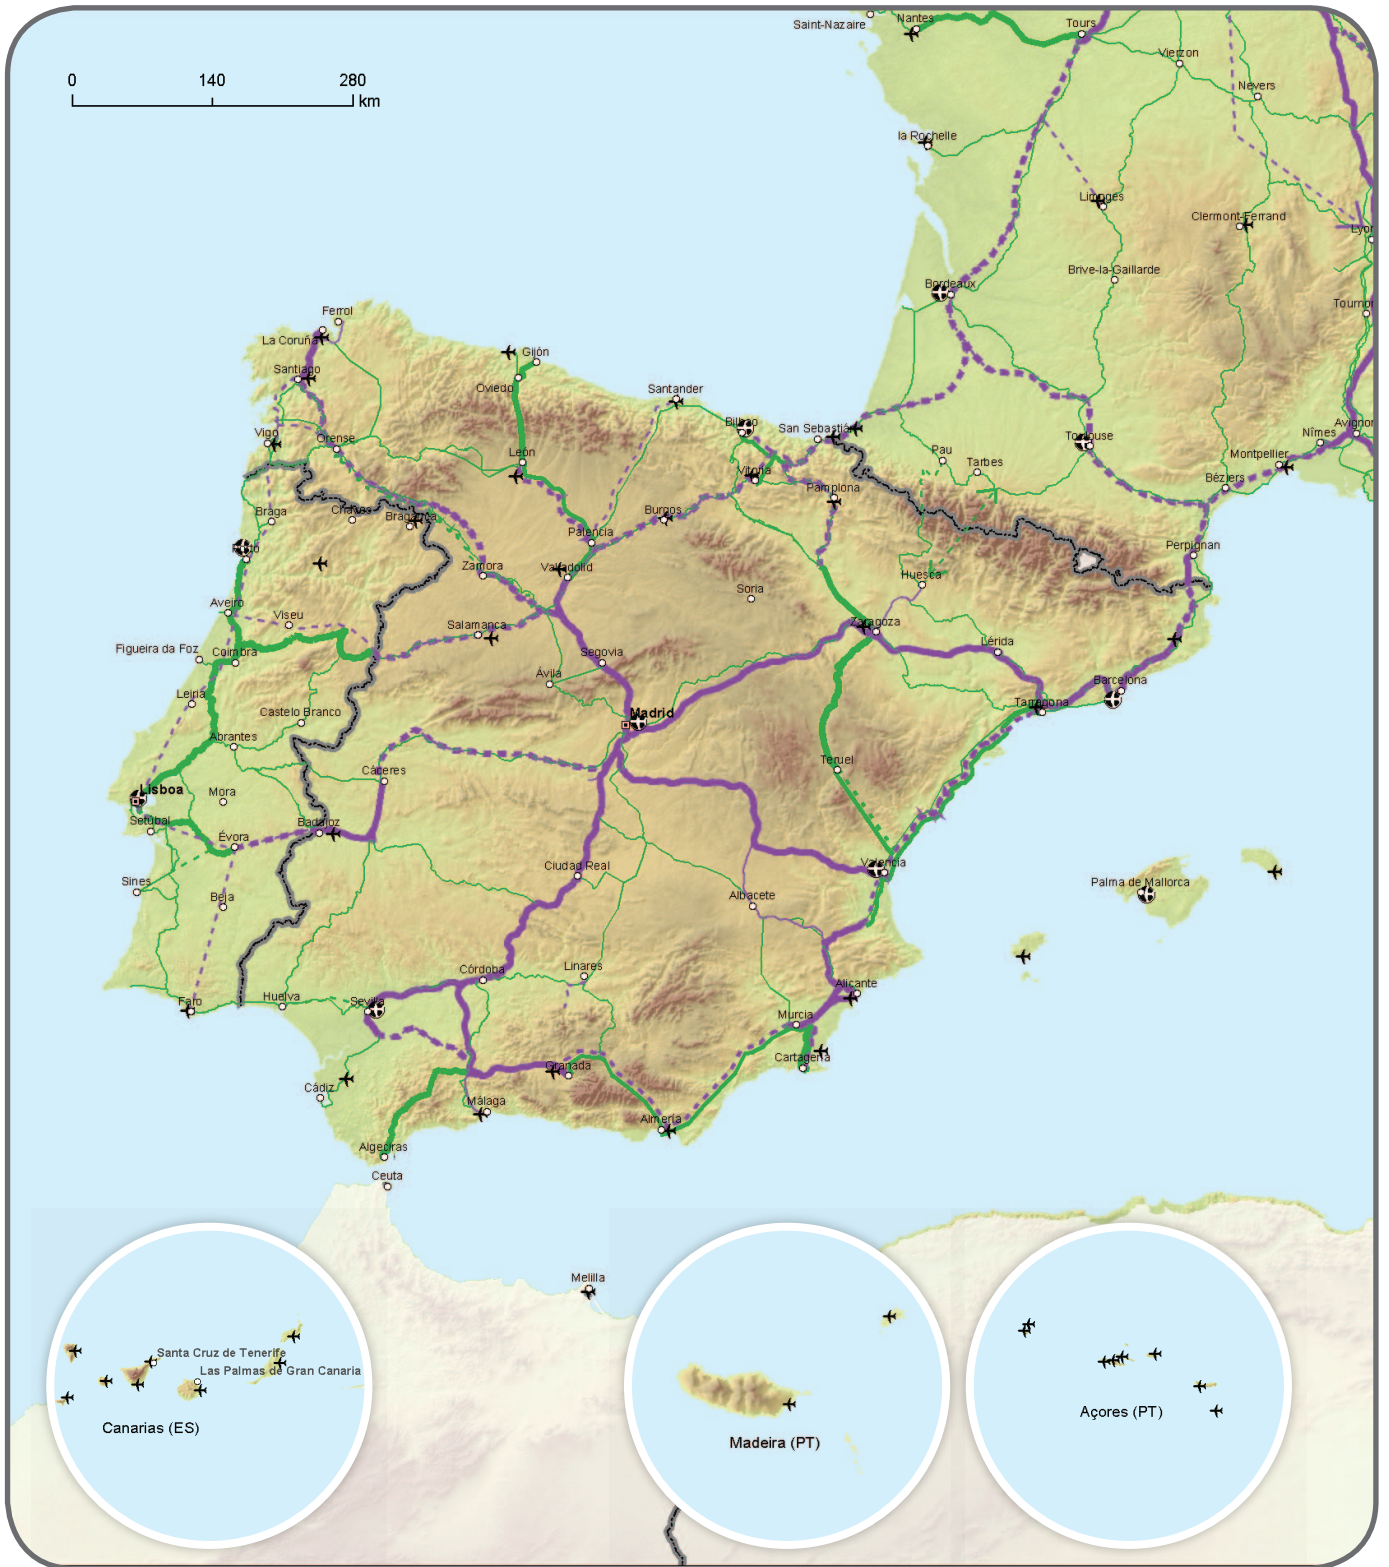 Saint-Nazaire
Nantes
Tours
Vierzon
0 140 280
km
Nevers
la Rochelle
Limoges
Clermont-Ferrand
Lyon
Brive-la-Gaillarde
Bordeaux
Tournon
Ferrol
La Coruña
Gijón
Santiago
Oviedo
Santander
Bilbao
San Sebastián
Avignon
Vigo
Orense
Toulouse
Nîmes
León
Pau
Tarbes
Montpellier
Vitoria
Pamplona
Béziers
Braga
Chaves
Bragança
Burgos
Palencia
Porto
Perpignan
Zamora
Valladolid
Huesca
Soria
Aveiro
Viseu
Salamanca
Zaragoza
Lérida
Figueira da Foz
Coimbra
Segovia
Ávila
Barcelona
Leiria
Castelo Branco
Madrid
Tarragona
Abrantes
Cáceres
Teruel
Lisboa
Mora
Setúbal
Badajoz
Évora
Ciudad Real
Valencia
Sines
Palma de Mallorca
Beja
Albacete
Córdoba
Linares
Alicante
Faro
Huelva
Sevilla
Murcia
Granada
Cartagena
Cádiz
Málaga
Almería
Algeciras
Ceuta
Melilla
Santa Cruz de Tenerife
Las Palmas de Gran Canaria
Canarias (ES)
Madeira (PT)
Açores (PT)